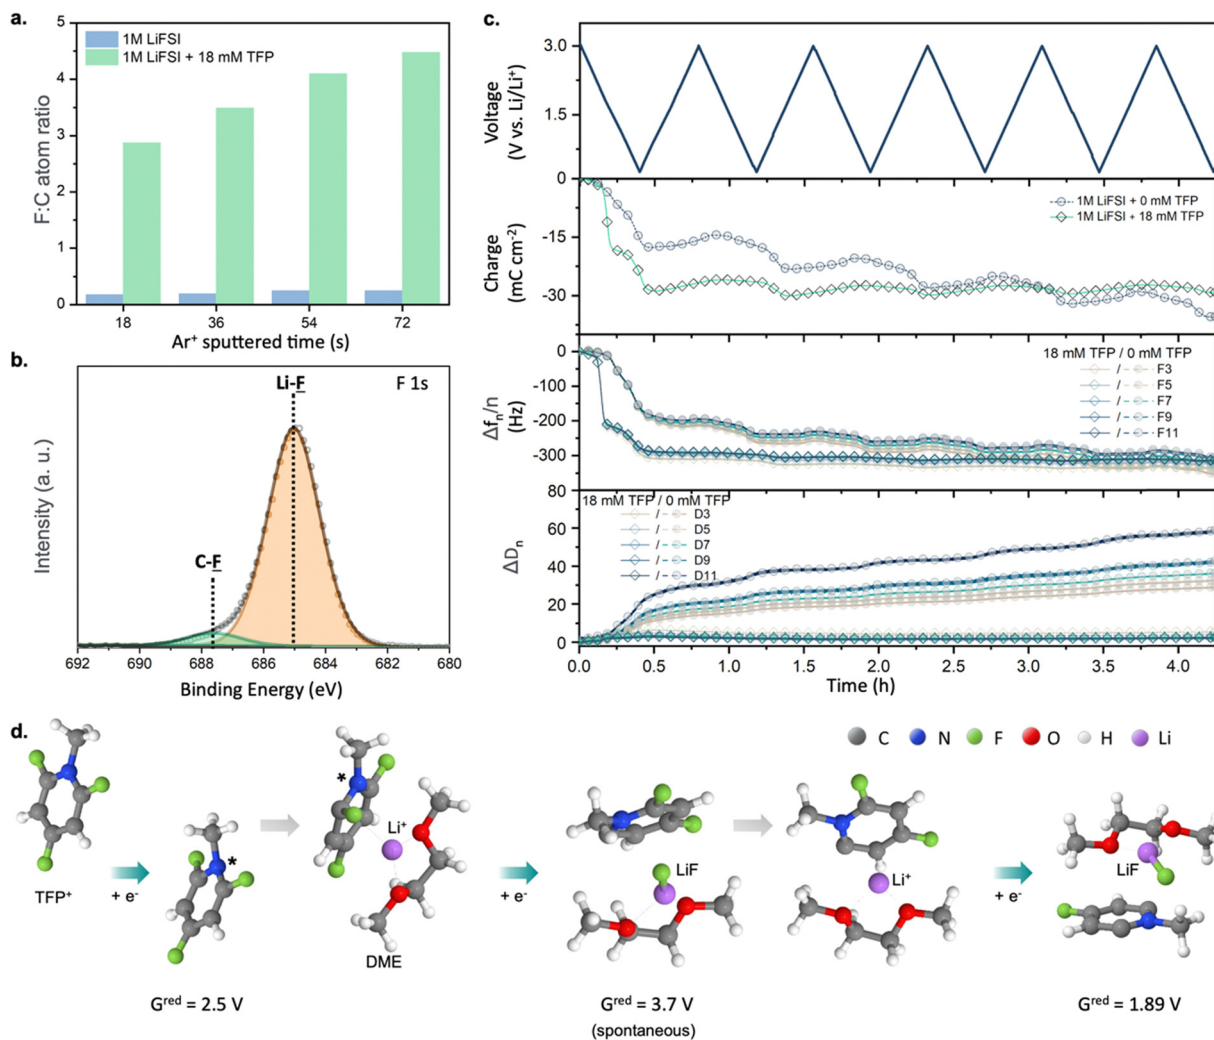 a.
5
4
3
2
1
0
F:C atom ratio
1M LiFSI
1M LiFSI + 18 mM TFP
18
36
54
72
Ar⁺ sputtered time (s)
b.
F 1s
Li-F
C-F
Intensity (a. u.)
692
690
688
686
684
682
680
Binding Energy (eV)
c.
3.0
1.5
0
Voltage
(V vs. Li/Li⁺)
-15
-30
Charge
(mC cm⁻²)
1M LiFSI + 0 mM TFP
1M LiFSI + 18 mM TFP
0
-100
-200
-300
Δfₙ/n
(Hz)
18 mM TFP / 0 mM TFP
/ F3
/ F5
/ F7
/ F9
/ F11
80
60
40
20
0
ΔDₙ
18 mM TFP / 0 mM TFP
/ D3
/ D5
/ D7
/ D9
/ D11
0.0
0.5
1.0
1.5
2.0
2.5
3.0
3.5
4.0
Time (h)
d.
C N F O H Li
TFP⁺
+ e⁻
*
*
Li⁺
DME
+ e⁻
LiF
Li⁺
+ e⁻
LiF
Gʳᵉᵈ = 2.5 V
Gʳᵉᵈ = 3.7 V
(spontaneous)
Gʳᵉᵈ = 1.89 V